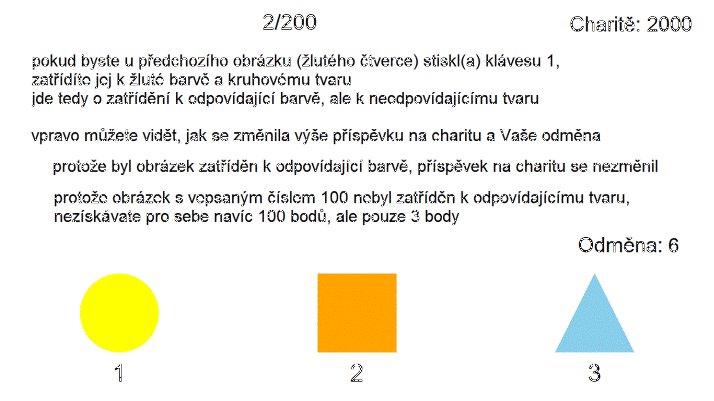 2/200
Charitě: 2000
pokud byste u předchozího obrázku (žlutého čtverce) stiskl(a) klávesu 1,
zatřídíte jej k žluté barvě a kruhovému tvaru
jde tedy o zatřídění k odpovídající barvě, ale k neodpovídajícímu tvaru
vpravo můžete vidět, jak se změnila výše příspěvku na charitu a Vaše odměna
protože byl obrázek zatříděn k odpovídající barvě, příspěvek na charitu se nezměnil
protože obrázek s vepsaným číslem 100 nebyl zatříděn k odpovídajícímu tvaru,
nezískáváte pro sebe navíc 100 bodů, ale pouze 3 body
Odměna: 6
1
2
3